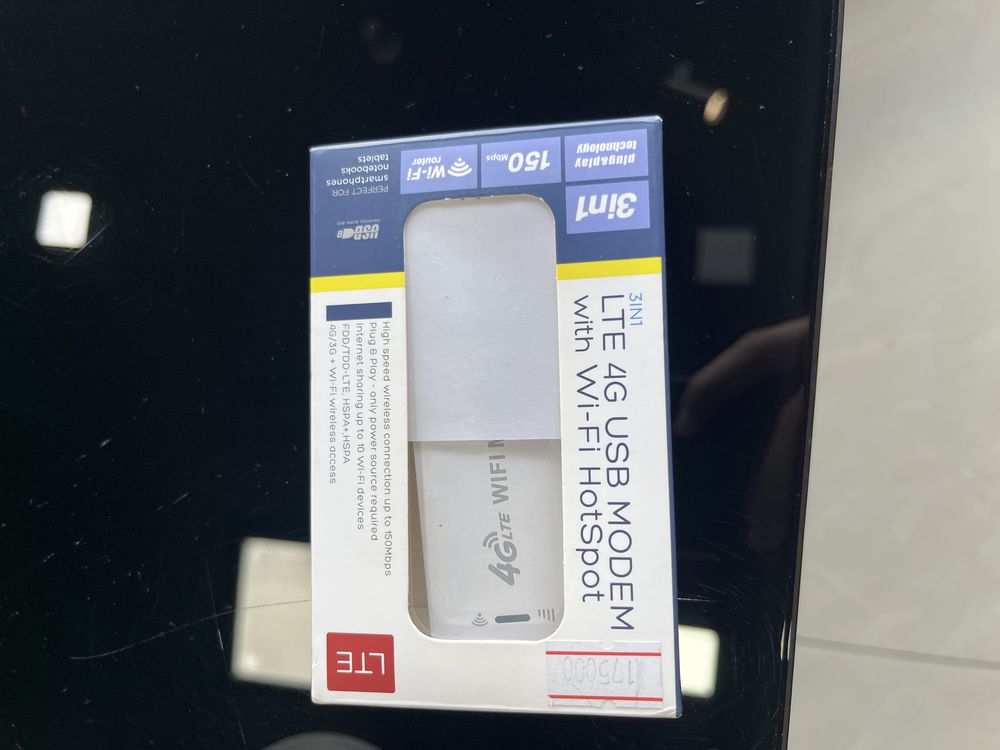 3in1
plug&play
technology
150 Mbps
Wi-Fi
router
PERFECT FOR
smartphones
notebooks
tablets
USB
3IN1
LTE 4G USB MODEM
with Wi-Fi HotSpot
High speed wireless connection up to 150Mbps
Plug & Play - only power source required
Internet sharing up to 10 Wi-Fi devices
FDD/TDD-LTE, HSPA+,HSPA
4G/3G + Wi-Fi wireless access
4G LTE WIFI
LTE
175000